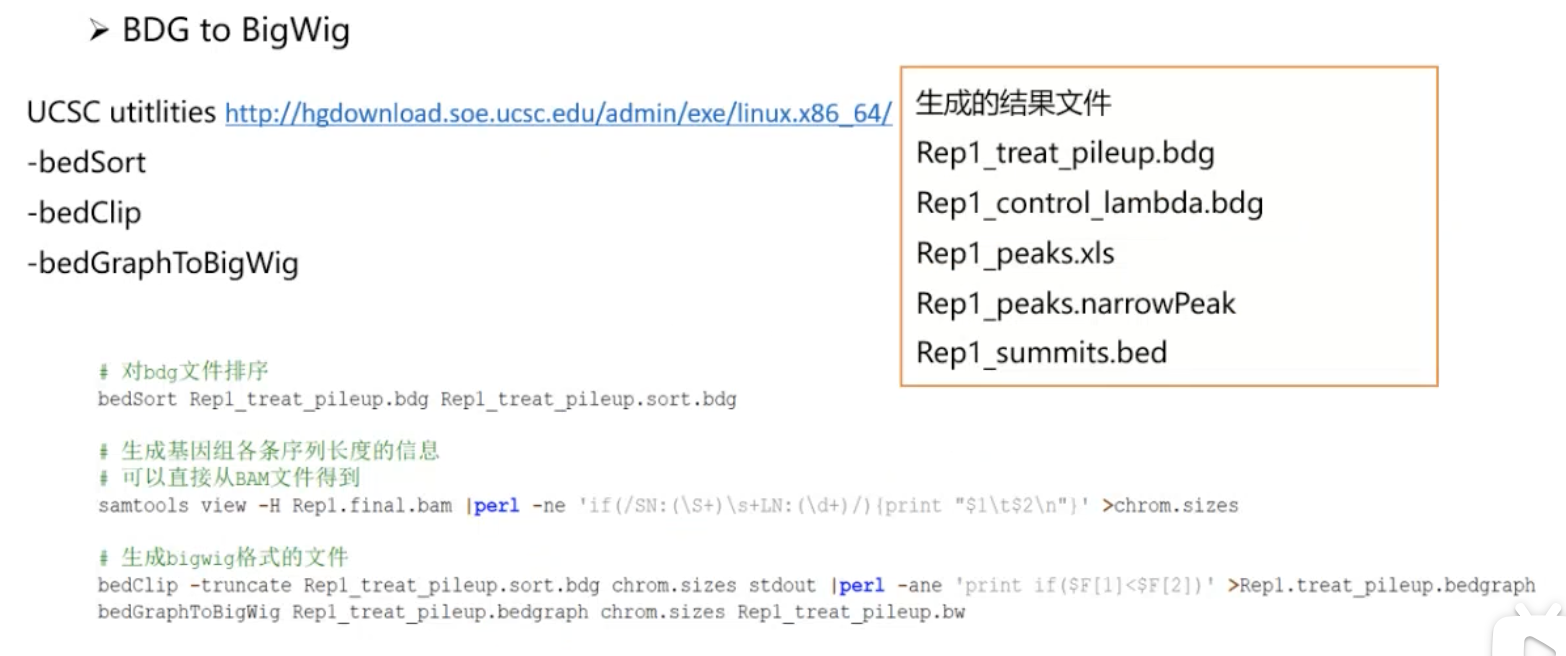 ➤ BDG to BigWig
UCSC utitlities http://hgdownload.soe.ucsc.edu/admin/exe/linux.x86_64/
-bedSort
-bedClip
-bedGraphToBigWig
生成的结果文件
Rep1_treat_pileup.bdg
Rep1_control_lambda.bdg
Rep1_peaks.xls
Rep1_peaks.narrowPeak
Rep1_summits.bed
# 对bdg文件排序
bedSort Rep1_treat_pileup.bdg Rep1_treat_pileup.sort.bdg
# 生成基因组各条序列长度的信息
# 可以直接从BAM文件得到
samtools view -H Rep1.final.bam |perl -ne 'if(/SN:(\S+)\s+LN:(\d+)/){print "$1\t$2\n"}' >chrom.sizes
# 生成bigwig格式的文件
bedClip -truncate Rep1_treat_pileup.sort.bdg chrom.sizes stdout |perl -ane 'print if($F[1]<$F[2])' >Rep1.treat_pileup.bedgraph
bedGraphToBigWig Rep1_treat_pileup.bedgraph chrom.sizes Rep1_treat_pileup.bw